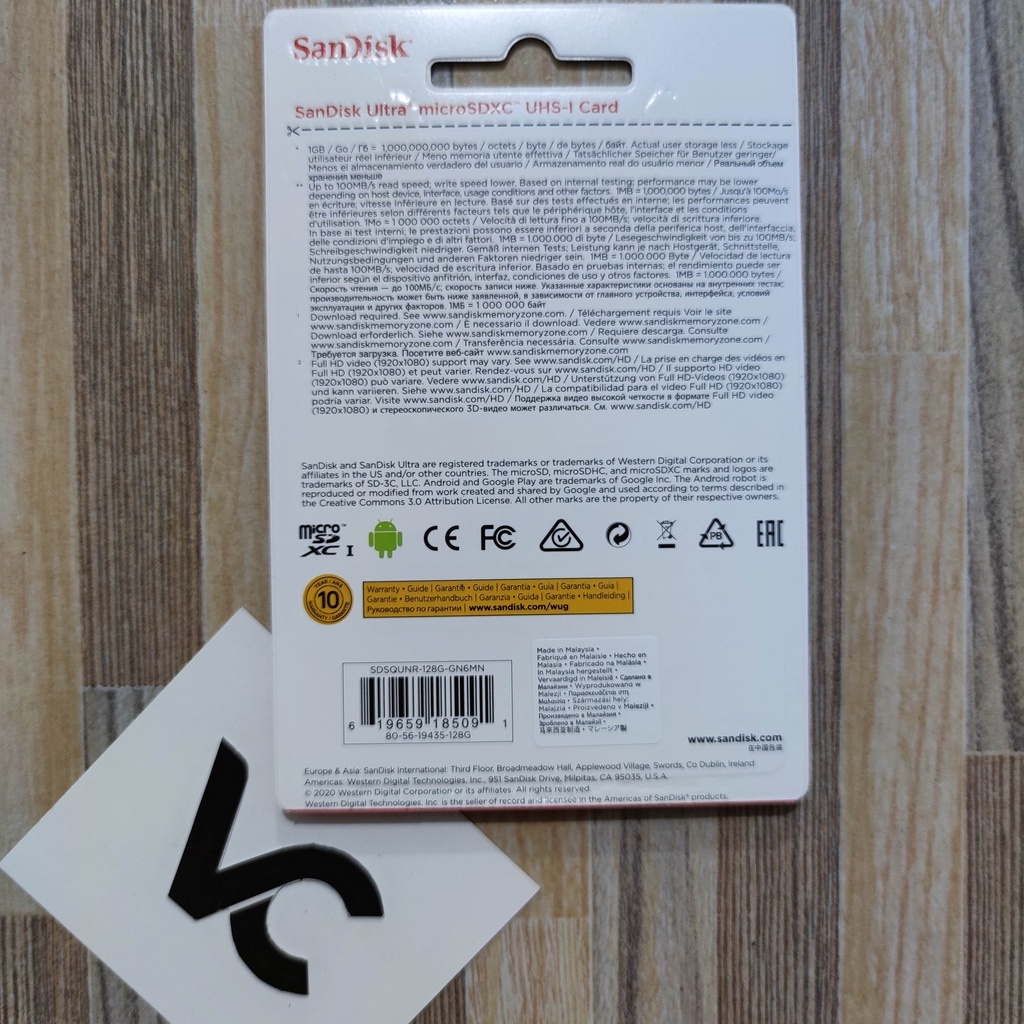 SanDisk®
SanDisk Ultra® microSDXC™ UHS-I Card
* 1GB / Go / Гб = 1,000,000,000 bytes / octets / byte / de bytes / байт. Actual user storage less / Stockage
utilisateur réel inférieur / Meno memoria utente effettiva / Tatsächlicher Speicher für Benutzer geringer/
Menos el almacenamiento verdadero del usuario / Armazenamento real do usuário menor / Реальный объем
хранения меньше
** Up to 100MB/s read speed; write speed lower. Based on internal testing; performance may be lower
depending on host device, interface, usage conditions and other factors. 1MB = 1,000,000 bytes / Jusqu'à 100Mo/s
en écriture; vitesse inférieure en lecture. Basé sur des tests effectués en interne; les performances peuvent
être inférieures selon différents facteurs tels que le périphérique hôte, l'interface et les conditions
d'utilisation. 1Mo = 1 000 000 octets / Velocità di lettura fino a 100MB/s; velocità di scrittura inferiore.
In base ai test interni; le prestazioni possono essere inferiori a seconda della periferica host, dell'interfaccia,
delle condizioni d'impiego e di altri fattori. 1MB = 1.000.000 di byte / Lesegeschwindigkeit von bis zu 100MB/s;
Schreibgeschwindigkeit niedriger. Gemäß internen Tests; Leistung kann je nach Hostgerät, Schnittstelle,
Nutzungsbedingungen und anderen Faktoren niedriger sein. 1MB = 1.000.000 Byte / Velocidad de lectura
de hasta 100MB/s; velocidad de escritura inferior. Basado en pruebas internas; el rendimiento puede ser
inferior según el dispositivo anfitrión, interfaz, condiciones de uso y otros factores. 1MB = 1.000.000 bytes /
Скорость чтения — до 100МБ/с; скорость записи ниже. Указанные характеристики основаны на внутренних тестах;
производительность может быть ниже заявленной, в зависимости от главного устройства, интерфейса, условий
эксплуатации и других факторов. 1МБ = 1 000 000 байт
Download required. See www.sandiskmemoryzone.com. / Téléchargement requis Voir le site
www.sandiskmemoryzone.com / È necessario il download. Vedere www.sandiskmemoryzone.com /
Download erforderlich. Siehe www.sandiskmemoryzone.com / Requiere descarga. Consulte
www.sandiskmemoryzone.com / Transferência necessária. Consulte www.sandiskmemoryzone.com /
Требуется загрузка. Посетите веб-сайт www.sandiskmemoryzone.com
² Full HD video (1920x1080) support may vary. See www.sandisk.com/HD / La prise en charge des vidéos en
Full HD (1920x1080) et peut varier. Rendez-vous sur www.sandisk.com/HD / Il supporto HD video
(1920x1080) può variare. Vedere www.sandisk.com/HD / Unterstützung von Full HD-Videos (1920x1080)
und kann variieren. Siehe www.sandisk.com/HD / La compatibilidad para el video Full HD (1920x1080)
podría variar. Visite www.sandisk.com/HD / Поддержка видео высокой четкости в формате Full HD video
(1920x1080) и стереоскопического 3D-видео может различаться. См. www.sandisk.com/HD
SanDisk and SanDisk Ultra are registered trademarks or trademarks of Western Digital Corporation or its
affiliates in the US and/or other countries. The microSD, microSDHC, and microSDXC marks and logos are
trademarks of SD-3C, LLC. Android and Google Play are trademarks of Google Inc. The Android robot is
reproduced or modified from work created and shared by Google and used according to terms described in
the Creative Commons 3.0 Attribution License. All other marks are the property of their respective owners.
micro SD XC™ I CE FC PB EAC
YEAR / ANS
10
WARRANTY / GARANTIE
Warranty • Guide | Garantie • Guide | Garantia • Guía | Garantia • Guia |
Garantie • Benutzerhandbuch | Garanzia • Guida | Garantie • Handleiding |
Руководство по гарантии | www.sandisk.com/wug
SDSQUNR-128G-GN6MN
6 19659 18509 1
80-56-19435-128G
Made in Malaysia •
Fabriqué en Malaisie • Hecho en
Malasia • Fabricado na Malásia •
In Malaysia hergestellt •
Vervaardigd in Maleisië • Сделано в
Малайзии • Wyprodukowano w
Malezji • Παρασκευάζεται στη
Μαλαισία • Származási hely:
Malajzia • Proizvedeno v Maleziji •
Произведено в Малайзии •
Зроблено в Малайзії •
马来西亚制造 • マレーシア製
www.sandisk.com
在中国包装
Europe & Asia: SanDisk International: Third Floor, Broadmeadow Hall, Applewood Village, Swords, Co Dublin, Ireland
Americas: Western Digital Technologies, Inc., 951 SanDisk Drive, Milpitas, CA 95035, U.S.A.
© 2020 Western Digital Corporation or its affiliates. All rights reserved.
Western Digital Technologies, Inc. is the seller of record and licensee in the Americas of SanDisk® products.
VC